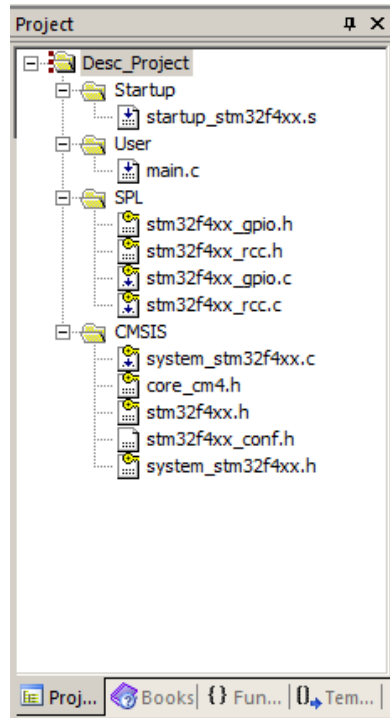 Project
Desc_Project
Startup
startup_stm32f4xx.s
User
main.c
SPL
stm32f4xx_gpio.h
stm32f4xx_rcc.h
stm32f4xx_gpio.c
stm32f4xx_rcc.c
CMSIS
system_stm32f4xx.c
core_cm4.h
stm32f4xx.h
stm32f4xx_conf.h
system_stm32f4xx.h
Proj... Books {} Fun... 0 Tem...